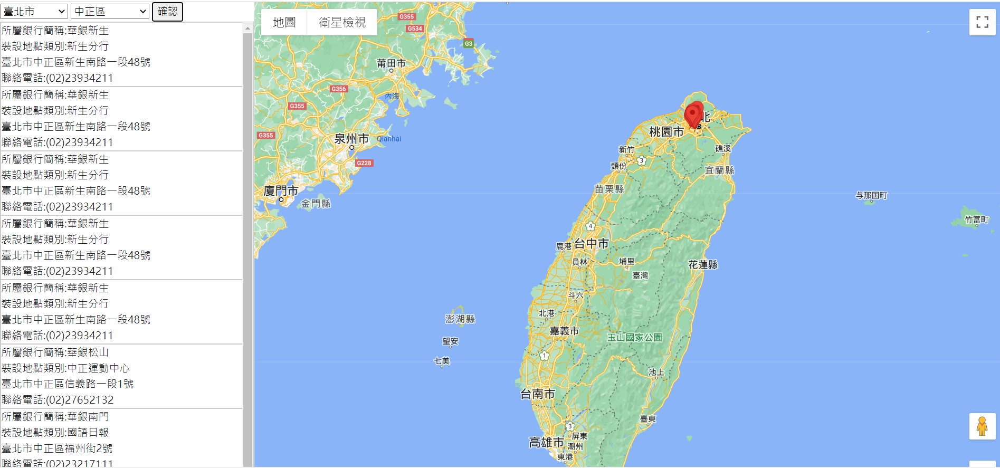 臺北市 中正區 確認
所屬銀行簡稱:華銀新生
裝設地點類別:新生分行
臺北市中正區新生南路一段48號
聯絡電話:(02)23934211
所屬銀行簡稱:華銀新生
裝設地點類別:新生分行
臺北市中正區新生南路一段48號
聯絡電話:(02)23934211
所屬銀行簡稱:華銀新生
裝設地點類別:新生分行
臺北市中正區新生南路一段48號
聯絡電話:(02)23934211
所屬銀行簡稱:華銀新生
裝設地點類別:新生分行
臺北市中正區新生南路一段48號
聯絡電話:(02)23934211
所屬銀行簡稱:華銀新生
裝設地點類別:新生分行
臺北市中正區新生南路一段48號
聯絡電話:(02)23934211
所屬銀行簡稱:華銀松山
裝設地點類別:中正運動中心
臺北市中正區信義路一段1號
聯絡電話:(02)27652132
所屬銀行簡稱:華銀南門
裝設地點類別:國語日報
臺北市中正區福州街2號
聯絡電話:(02)23217111
地圖 衛星檢視
G355
G534
G3
莆田市
G356
內海
G355
G355
泉州市
Qianhai
G228
廈門市
金門縣
北
桃園市
新竹
3
礁溪
頭份
宜蘭縣
苗栗縣
与那国町
竹富町
4
鹿港
台中市
員林
埔里
花蓮縣
臺灣
斗六
北港
澎湖縣
嘉義市
玉山國家公園
望安
1
七美
池上
台南市
臺東
3
高雄市
屏東
潮州
東港